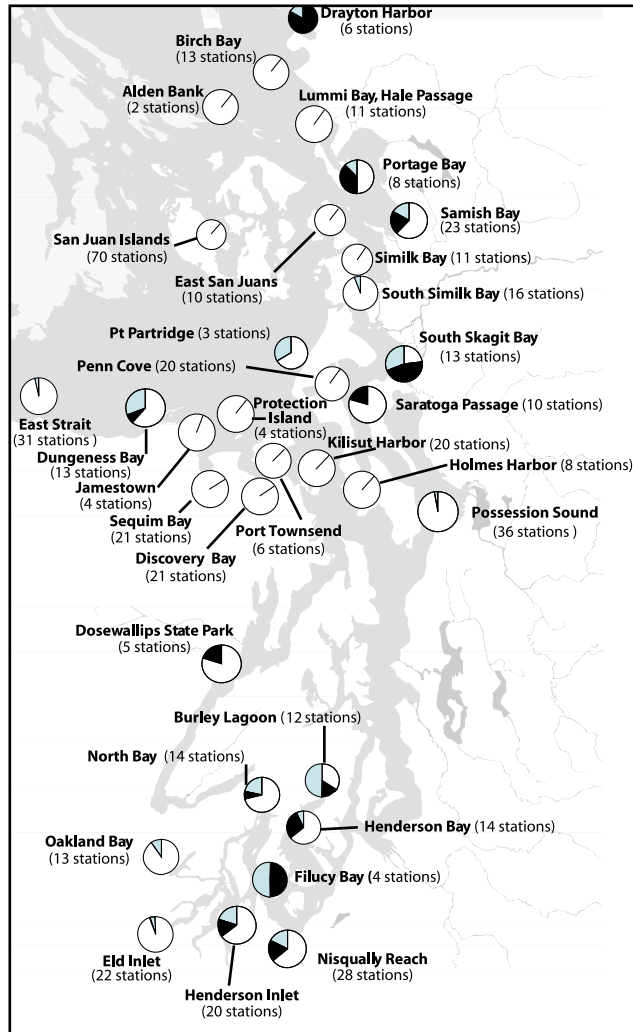 Drayton Harbor
(6 stations)
Birch Bay
(13 stations)
Alden Bank
(2 stations)
Lummi Bay, Hale Passage
(11 stations)
Portage Bay
(8 stations)
Samish Bay
(23 stations)
San Juan Islands
(70 stations)
East San Juans
(10 stations)
Similk Bay (11 stations)
South Similk Bay (16 stations)
Pt Partridge (3 stations)
South Skagit Bay
(13 stations)
Penn Cove (20 stations)
Saratoga Passage (10 stations)
Protection
Island
(4 stations)
East Strait
(31 stations )
Dungeness Bay
(13 stations)
Jamestown
(4 stations)
Kilisut Harbor (20 stations)
Holmes Harbor (8 stations)
Sequim Bay
(21 stations)
Port Townsend
(6 stations)
Possession Sound
(36 stations )
Discovery Bay
(21 stations)
Dosewallips State Park
(5 stations)
Burley Lagoon (12 stations)
North Bay (14 stations)
Henderson Bay (14 stations)
Oakland Bay
(13 stations)
Filucy Bay (4 stations)
Eld Inlet
(22 stations)
Nisqually Reach
(28 stations)
Henderson Inlet
(20 stations)